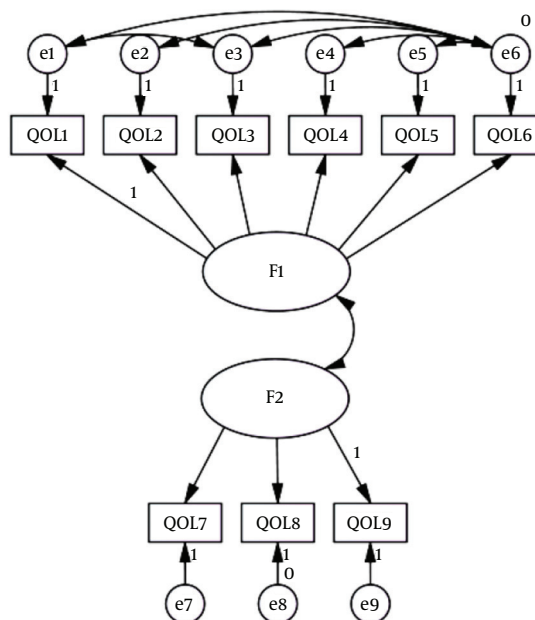 0
e1 e2 e3 e4 e5 e6
1 1 1 1 1 1
QOL1 QOL2 QOL3 QOL4 QOL5 QOL6
1
F1
F2
1
QOL7 QOL8 QOL9
1 1 1
0
e7 e8 e9